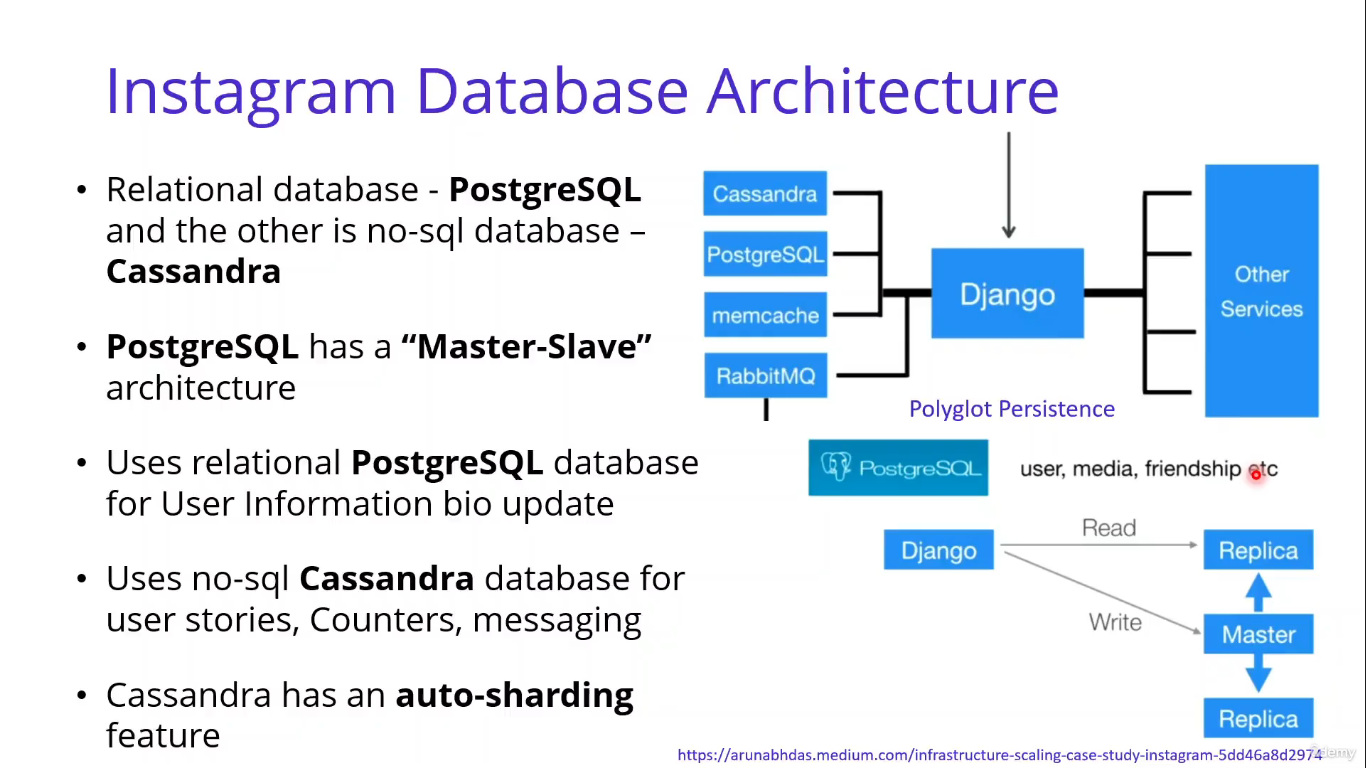 Instagram Database Architecture
• Relational database - PostgreSQL
and the other is no-sql database –
Cassandra
• PostgreSQL has a “Master-Slave”
architecture
• Uses relational PostgreSQL database
for User Information bio update
• Uses no-sql Cassandra database for
user stories, Counters, messaging
• Cassandra has an auto-sharding
feature
Cassandra
PostgreSQL
memcache
RabbitMQ
Django
Other
Services
Polyglot Persistence
PostgreSQL
user, media, friendship etc
Django
Read
Write
Replica
Master
Replica
https://arunabhdas.medium.com/infrastructure-scaling-case-study-instagram-5dd46a8d2974
Udemy